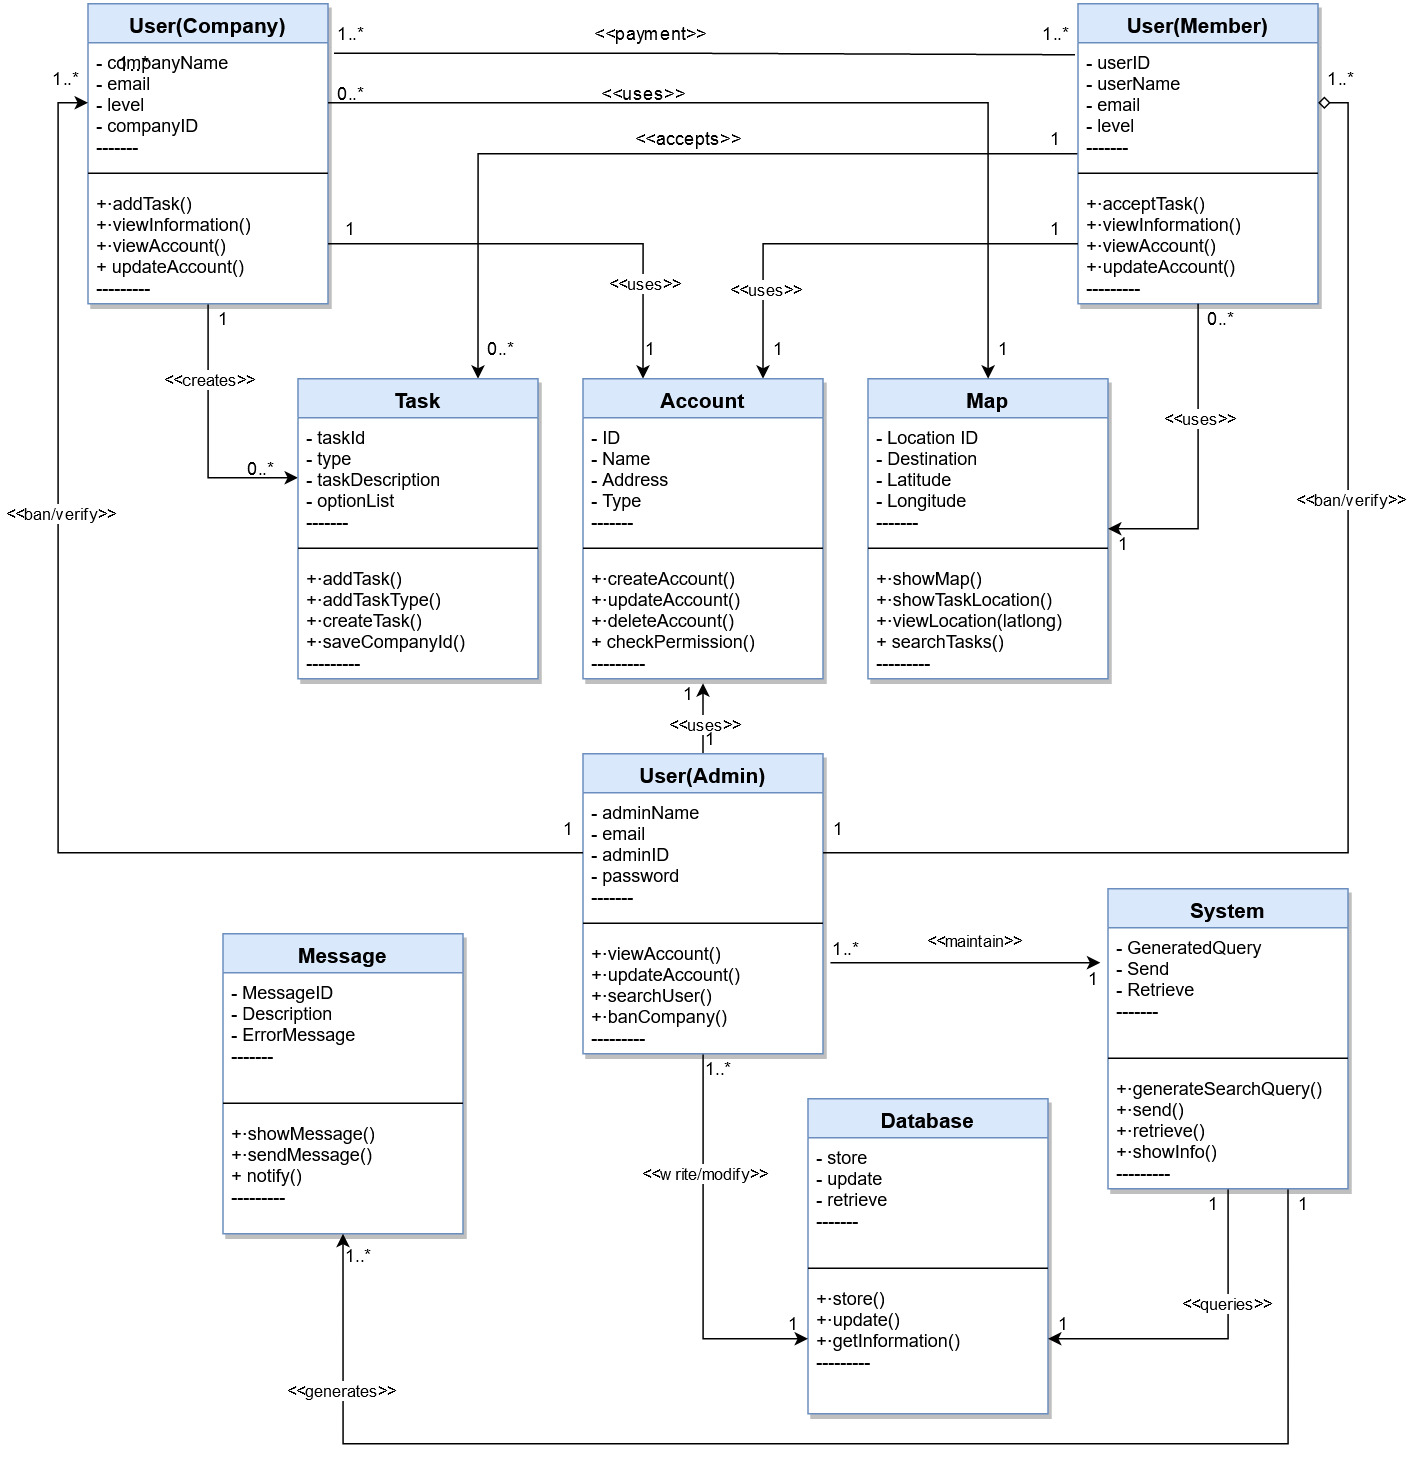 User(Company)
- companyName
1..*
- email
- level
- companyID
-------
+·addTask()
+·viewInformation()
+·viewAccount()
+ updateAccount()
---------
1..*
<<payment>>
1..*
User(Member)
- userID
- userName
- email
- level
-------
+·acceptTask()
+·viewInformation()
+·viewAccount()
+·updateAccount()
---------
1..*
1..*
0..*
<<uses>>
<<accepts>>
1
1
1
<<uses>>
<<uses>>
1
<<creates>>
0..*
0..*
1
1
1
0..*
<<uses>>
1
Task
- taskId
- type
- taskDescription
- optionList
-------
+·addTask()
+·addTaskType()
+·createTask()
+·saveCompanyId()
---------
Account
- ID
- Name
- Address
- Type
-------
+·createAccount()
+·updateAccount()
+·deleteAccount()
+ checkPermission()
---------
Map
- Location ID
- Destination
- Latitude
- Longitude
-------
+·showMap()
+·showTaskLocation()
+·viewLocation(latlong)
+ searchTasks()
---------
<<ban/verify>>
<<ban/verify>>
1
<<uses>>
1
User(Admin)
- adminName
- email
- adminID
- password
-------
+·viewAccount()
+·updateAccount()
+·searchUser()
+·banCompany()
---------
1
1
1..*
<<maintain>>
1
System
- GeneratedQuery
- Send
- Retrieve
-------
+·generateSearchQuery()
+·send()
+·retrieve()
+·showInfo()
---------
Message
- MessageID
- Description
- ErrorMessage
-------
+·showMessage()
+·sendMessage()
+ notify()
---------
1..*
<<w rite/modify>>
1
Database
- store
- update
- retrieve
-------
+·store()
+·update()
+·getInformation()
---------
1
1
<<queries>>
1
1..*
<<generates>>